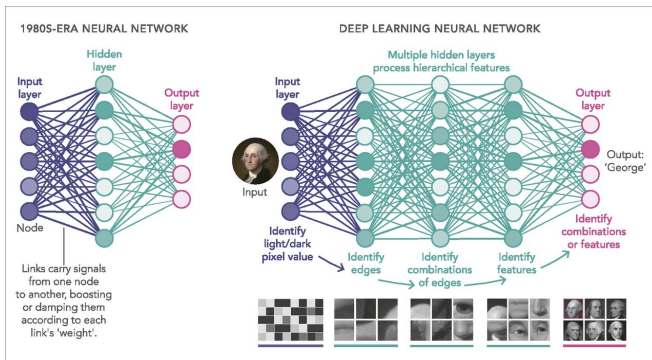 1980S-ERA NEURAL NETWORK
Hidden
layer
Input
layer
Output
layer
Node
Links carry signals
from one node
to another, boosting
or damping them
according to each
link's 'weight'.
DEEP LEARNING NEURAL NETWORK
Multiple hidden layers
process hierarchical features
Input
layer
Output
layer
Input
Output:
'George'
Identify
light/dark
pixel value
Identify
edges
Identify
combinations
of edges
Identify
features
Identify
combinations
or features